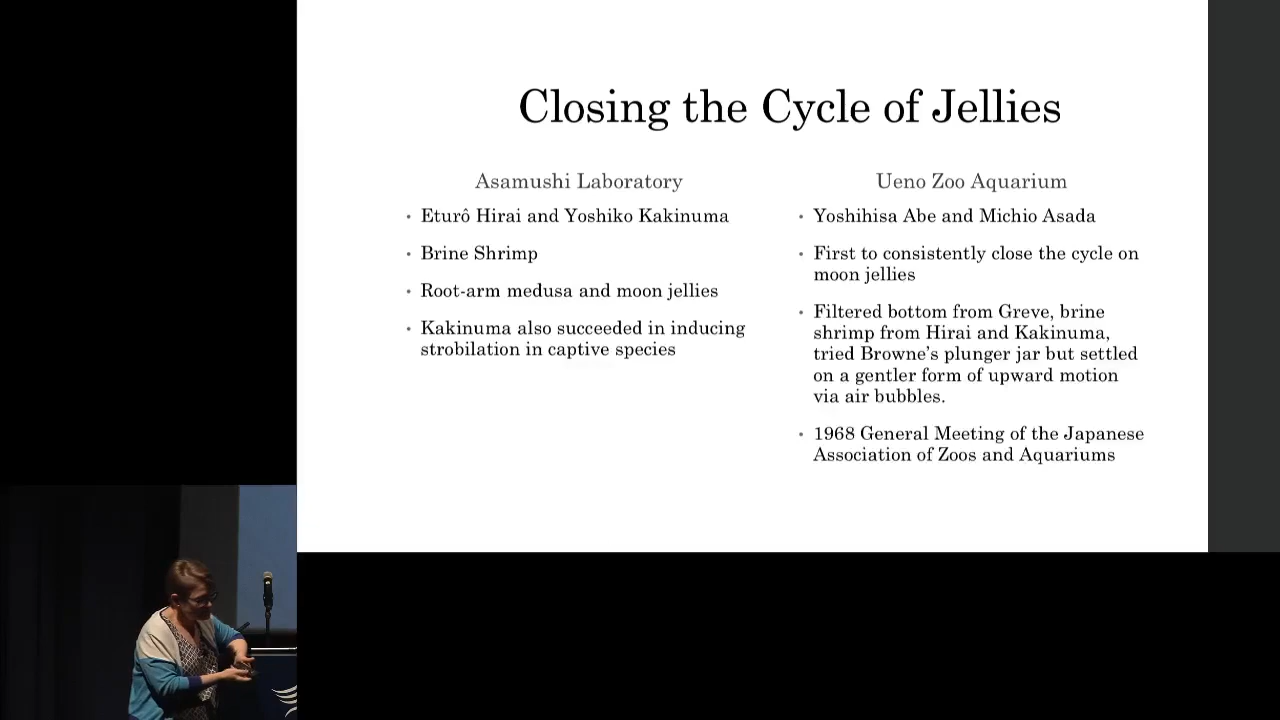 Closing the Cycle of Jellies
Asamushi Laboratory
• Eturô Hirai and Yoshiko Kakinuma
• Brine Shrimp
• Root-arm medusa and moon jellies
• Kakinuma also succeeded in inducing
strobilation in captive species
Ueno Zoo Aquarium
• Yoshihisa Abe and Michio Asada
• First to consistently close the cycle on
moon jellies
• Filtered bottom from Greve, brine
shrimp from Hirai and Kakinuma,
tried Browne’s plunger jar but settled
on a gentler form of upward motion
via air bubbles.
• 1968 General Meeting of the Japanese
Association of Zoos and Aquariums